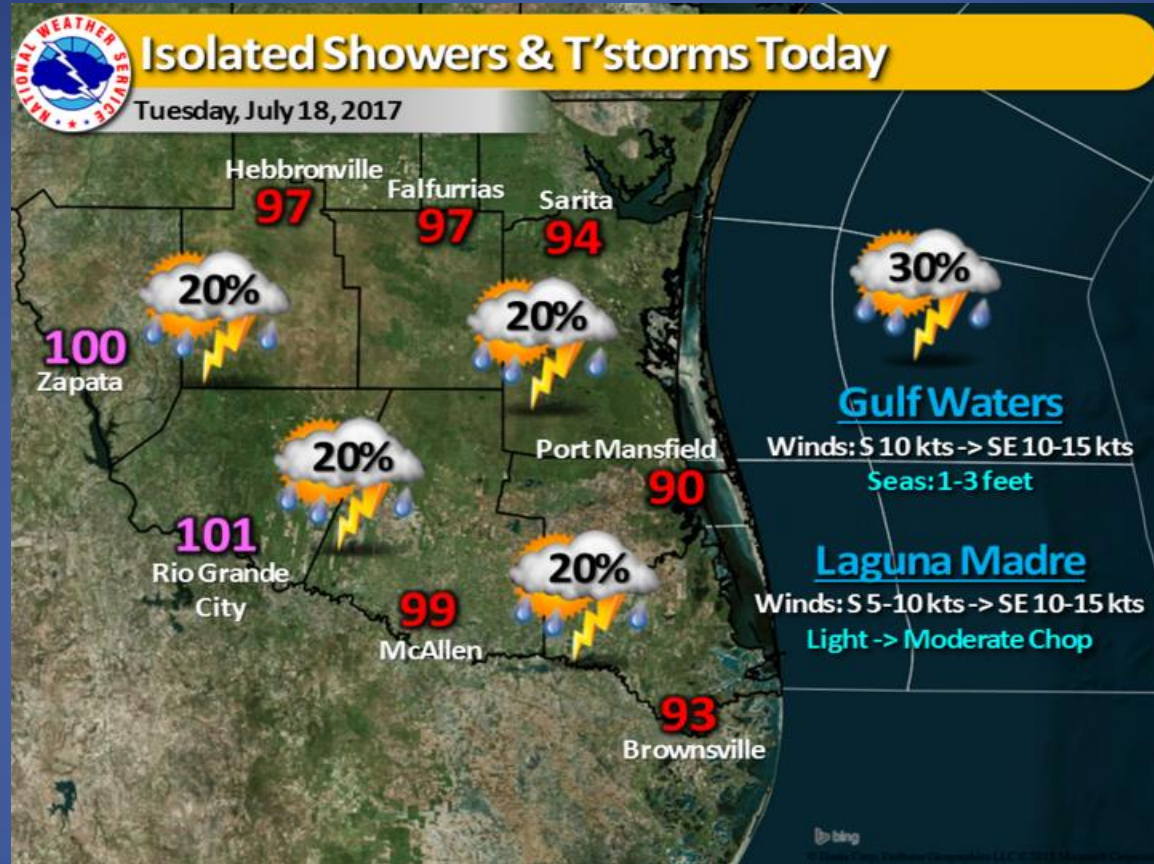 NATIONAL WEATHER SERVICE
Isolated Showers & T'storms Today
Tuesday, July 18, 2017
Hebbronville
97
Falfurrias
97
Sarita
94
20%
20%
30%
100
Zapata
Gulf Waters
Winds: S 10 kts -> SE 10-15 kts
Seas: 1-3 feet
20%
Port Mansfield
90
101
Rio Grande
City
20%
Laguna Madre
Winds: S 5-10 kts -> SE 10-15 kts
Light -> Moderate Chop
99
McAllen
93
Brownsville
bing